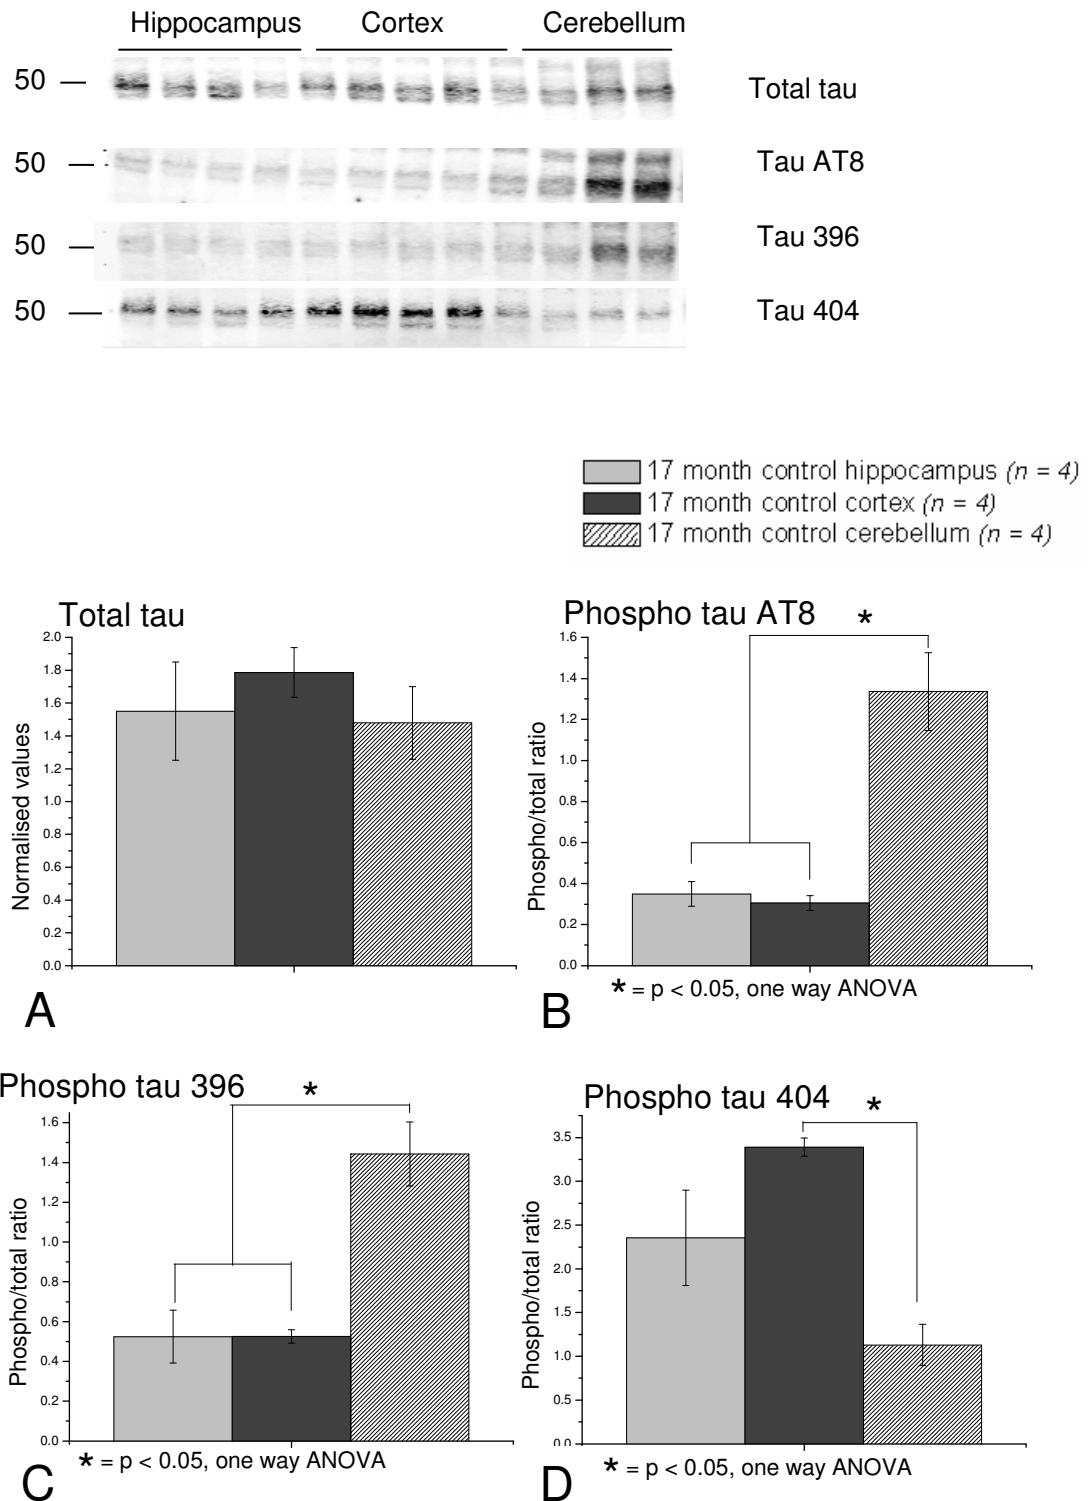 Hippocampus Cortex Cerebellum
50 Total tau
50 Tau AT8
50 Tau 396
50 Tau 404
17 month control hippocampus (n = 4)
17 month control cortex (n = 4)
17 month control cerebellum (n = 4)
Total tau
2.0
1.8
1.6
1.4
1.2
1.0
0.8
0.6
0.4
0.2
0.0
Normalised values
A
Phospho tau AT8
*
1.6
1.4
1.2
1.0
0.8
0.6
0.4
0.2
0.0
Phospho/total ratio
* = p < 0.05, one way ANOVA
B
Phospho tau 396
*
1.6
1.4
1.2
1.0
0.8
0.6
0.4
0.2
0.0
Phospho/total ratio
* = p < 0.05, one way ANOVA
C
Phospho tau 404
*
3.5
3.0
2.5
2.0
1.5
1.0
0.5
0.0
Phospho/total ratio
* = p < 0.05, one way ANOVA
D